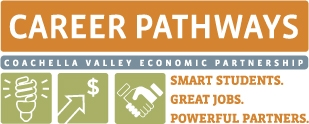 CAREER PATHWAYS
COACHELLA VALLEY ECONOMIC PARTNERSHIP
$
SMART STUDENTS.
GREAT JOBS.
POWERFUL PARTNERS.